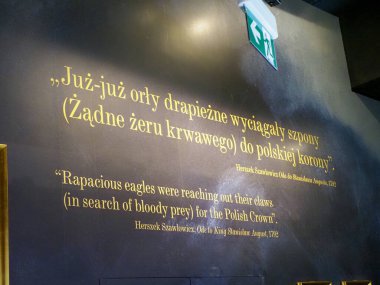 „Już-już orły drapieżne wyciągały szpony
(Żądne żeru krwawego) do polskiej korony”,
Herszek Szawłowicz Oda do Stanisława Augusta, 1792
“Rapacious eagles were reaching out their claws
(in search of bloody prey) for the Polish Crown”.
Herszek Szawłowicz, Ode to King Stanisław August, 1792